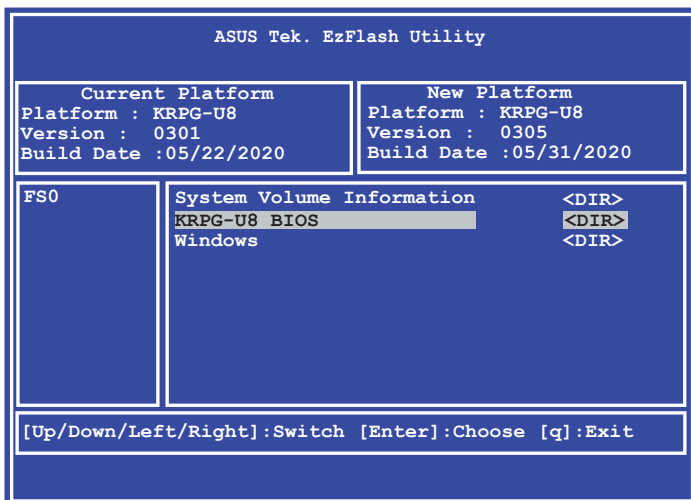 ASUS Tek. EzFlash Utility
Current Platform
Platform : KRPG-U8
Version : 0301
Build Date :05/22/2020
New Platform
Platform : KRPG-U8
Version : 0305
Build Date :05/31/2020
FS0
System Volume Information <DIR>
KRPG-U8 BIOS <DIR>
Windows <DIR>
[Up/Down/Left/Right]:Switch [Enter]:Choose [q]:Exit